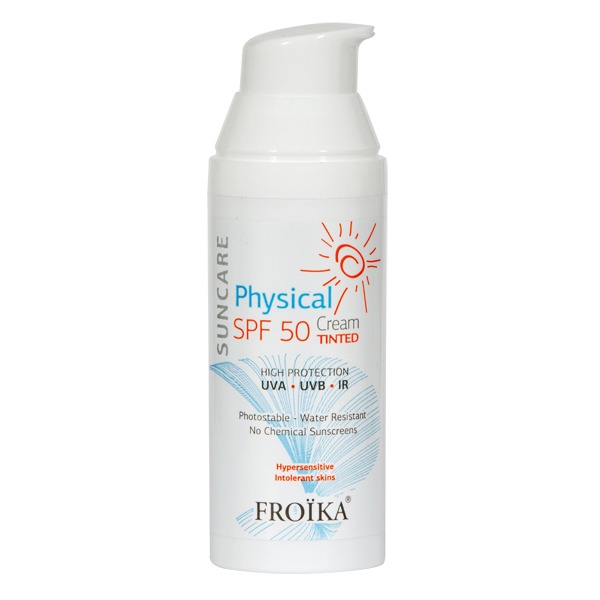 SUNCARE
Physical
SPF 50 Cream
TINTED
HIGH PROTECTION
UVA • UVB • IR
Photostable - Water Resistant
No Chemical Sunscreens
Hypersensitive
Intolerant skins
FROÏKA®